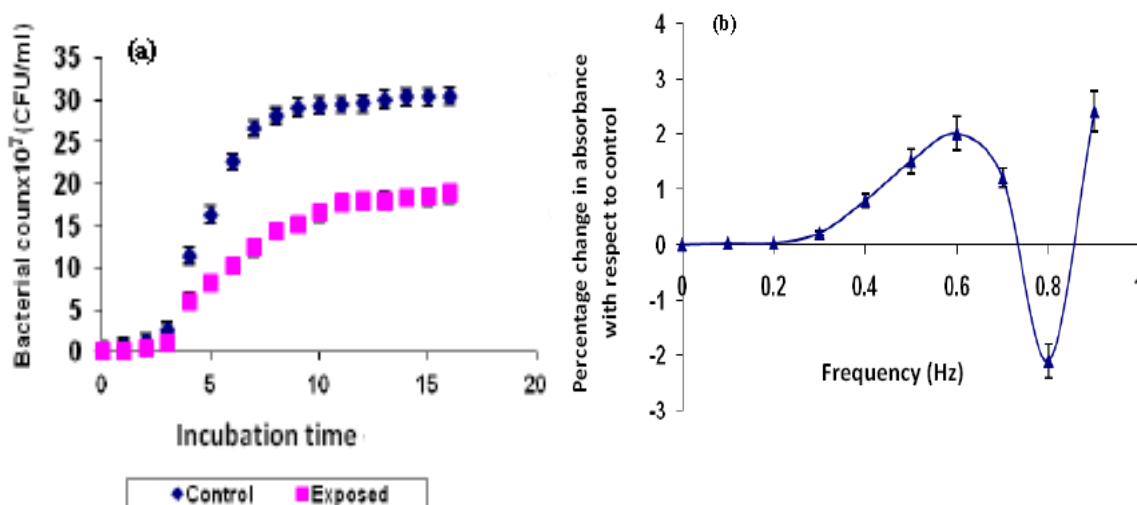 (a)
Bacterial counx10⁷(CFU/ml)
35
30
25
20
15
10
5
0
0 5 10 15 20
Incubation time
Control Exposed
(b)
Percentage change in absorbance
with respect to control
4
3
2
1
0
-1
-2
-3
0 0.2 0.4 0.6 0.8 1
Frequency (Hz)